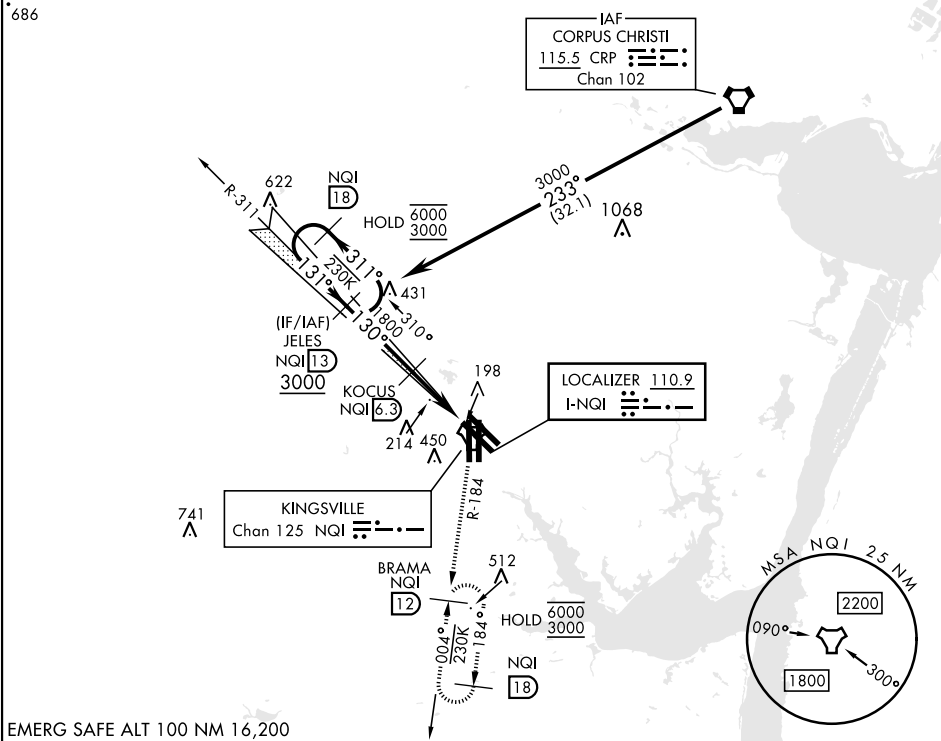 686
IAF
CORPUS CHRISTI
115.5 CRP
Chan 102
3000
233°
(32.1)
1068
R-311
622
NQI
18
HOLD 6000
3000
311°
230K
131°
431
1800
310°
130°
(IF/IAF)
JELES
NQI 13
3000
KOCUS
NQI 6.3
198
214
450
LOCALIZER 110.9
I-NQI
KINGSVILLE
Chan 125 NQI
741
R-184
BRAMA
NQI
12
512
HOLD 6000
3000
004°
230K
184°
NQI
18
MSA NQI 25 NM
2200
090°
1800
300°
EMERG SAFE ALT 100 NM 16,200